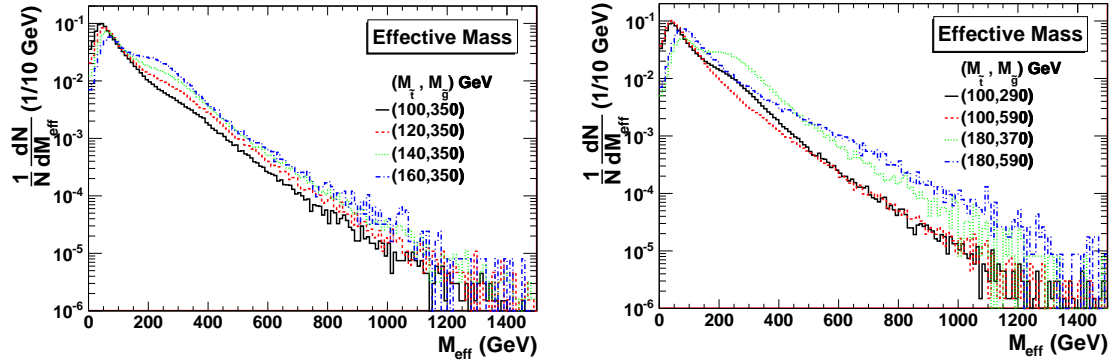 Effective Mass
(M_t̃ , M_g̃) GeV
(100,350)
(120,350)
(140,350)
(160,350)
1/N dN/dM_eff (1/10 GeV)
10^-1
10^-2
10^-3
10^-4
10^-5
10^-6
0 200 400 600 800 1000 1200 1400
M_eff (GeV)
Effective Mass
(M_t̃ , M_g̃) GeV
(100,290)
(100,590)
(180,370)
(180,590)
1/N dN/dM_eff (1/10 GeV)
10^-1
10^-2
10^-3
10^-4
10^-5
10^-6
0 200 400 600 800 1000 1200 1400
M_eff (GeV)